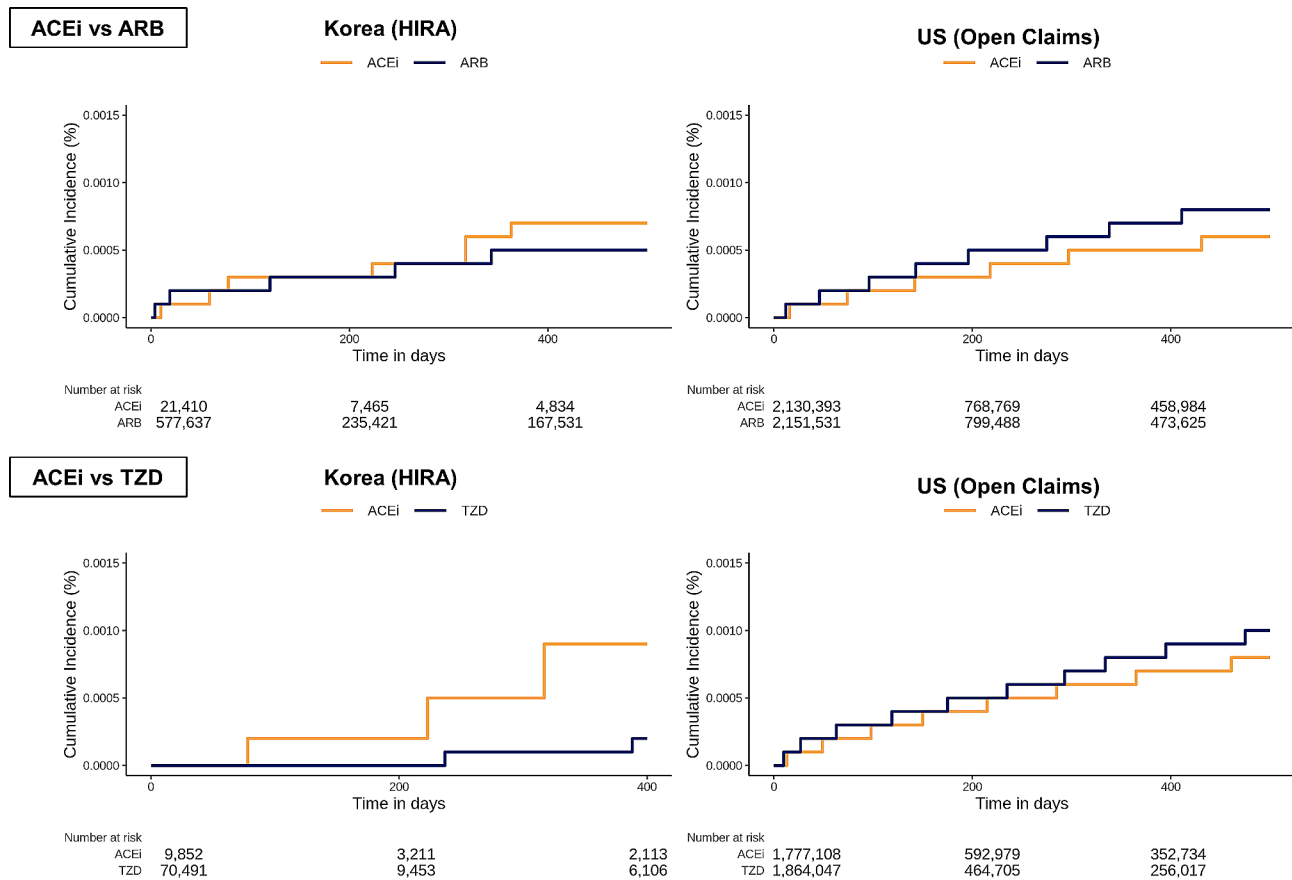 ACEi vs ARB
Korea (HIRA)
ACEi ARB
Cumulative Incidence (%)
0.0015
0.0010
0.0005
0.0000
0 200 400
Time in days
Number at risk
ACEi 21,410 7,465 4,834
ARB 577,637 235,421 167,531
US (Open Claims)
ACEi ARB
Cumulative Incidence (%)
0.0015
0.0010
0.0005
0.0000
0 200 400
Time in days
Number at risk
ACEi 2,130,393 768,769 458,984
ARB 2,151,531 799,488 473,625
ACEi vs TZD
Korea (HIRA)
ACEi TZD
Cumulative Incidence (%)
0.0015
0.0010
0.0005
0.0000
0 200 400
Time in days
Number at risk
ACEi 9,852 3,211 2,113
TZD 70,491 9,453 6,106
US (Open Claims)
ACEi TZD
Cumulative Incidence (%)
0.0015
0.0010
0.0005
0.0000
0 200 400
Time in days
Number at risk
ACEi 1,777,108 592,979 352,734
TZD 1,864,047 464,705 256,017